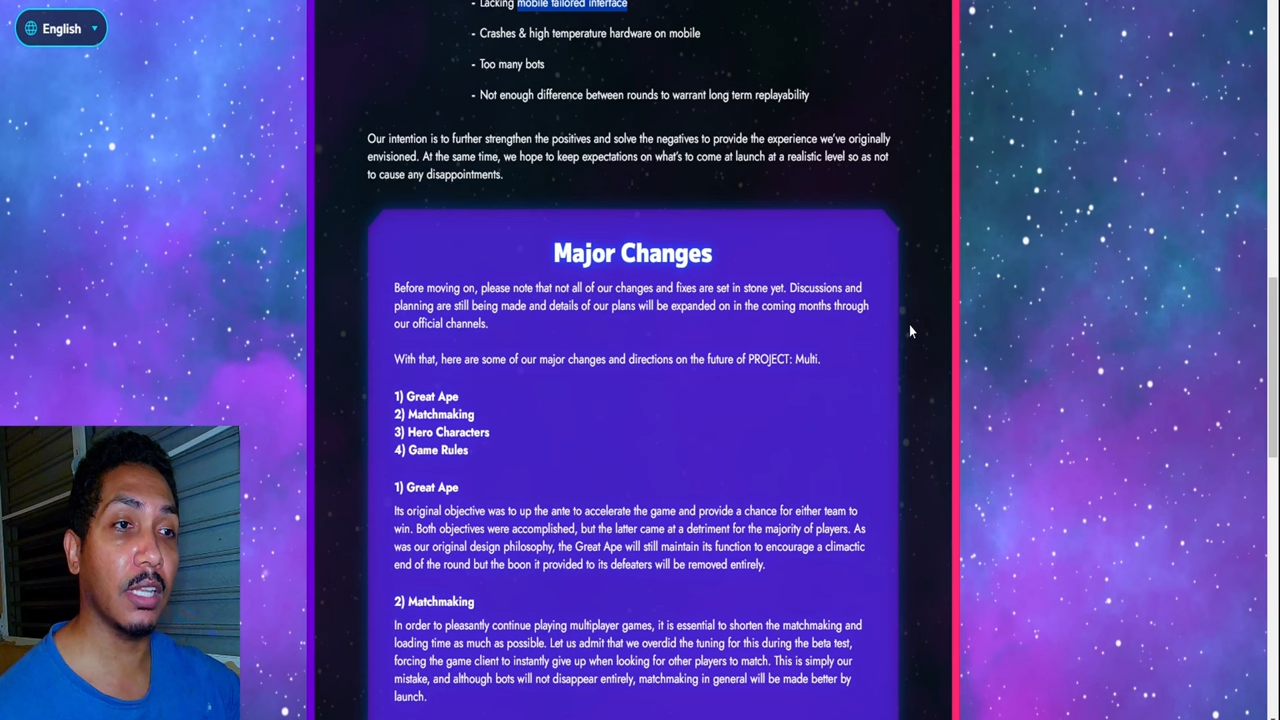 English
- Lacking mobile tailored interface
- Crashes & high temperature hardware on mobile
- Too many bots
- Not enough difference between rounds to warrant long term replayability
Our intention is to further strengthen the positives and solve the negatives to provide the experience we've originally
envisioned. At the same time, we hope to keep expectations on what's to come at launch at a realistic level so as not
to cause any disappointments.
Major Changes
Before moving on, please note that not all of our changes and fixes are set in stone yet. Discussions and
planning are still being made and details of our plans will be expanded on in the coming months through
our official channels.
With that, here are some of our major changes and directions on the future of PROJECT: Multi.
1) Great Ape
2) Matchmaking
3) Hero Characters
4) Game Rules
1) Great Ape
Its original objective was to up the ante to accelerate the game and provide a chance for either team to
win. Both objectives were accomplished, but the latter came at a detriment for the majority of players. As
was our original design philosophy, the Great Ape will still maintain its function to encourage a climactic
end of the round but the boon it provided to its defeaters will be removed entirely.
2) Matchmaking
In order to pleasantly continue playing multiplayer games, it is essential to shorten the matchmaking and
loading time as much as possible. Let us admit that we overdid the tuning for this during the beta test,
forcing the game client to instantly give up when looking for other players to match. This is simply our
mistake, and although bots will not disappear entirely, matchmaking in general will be made better by
launch.